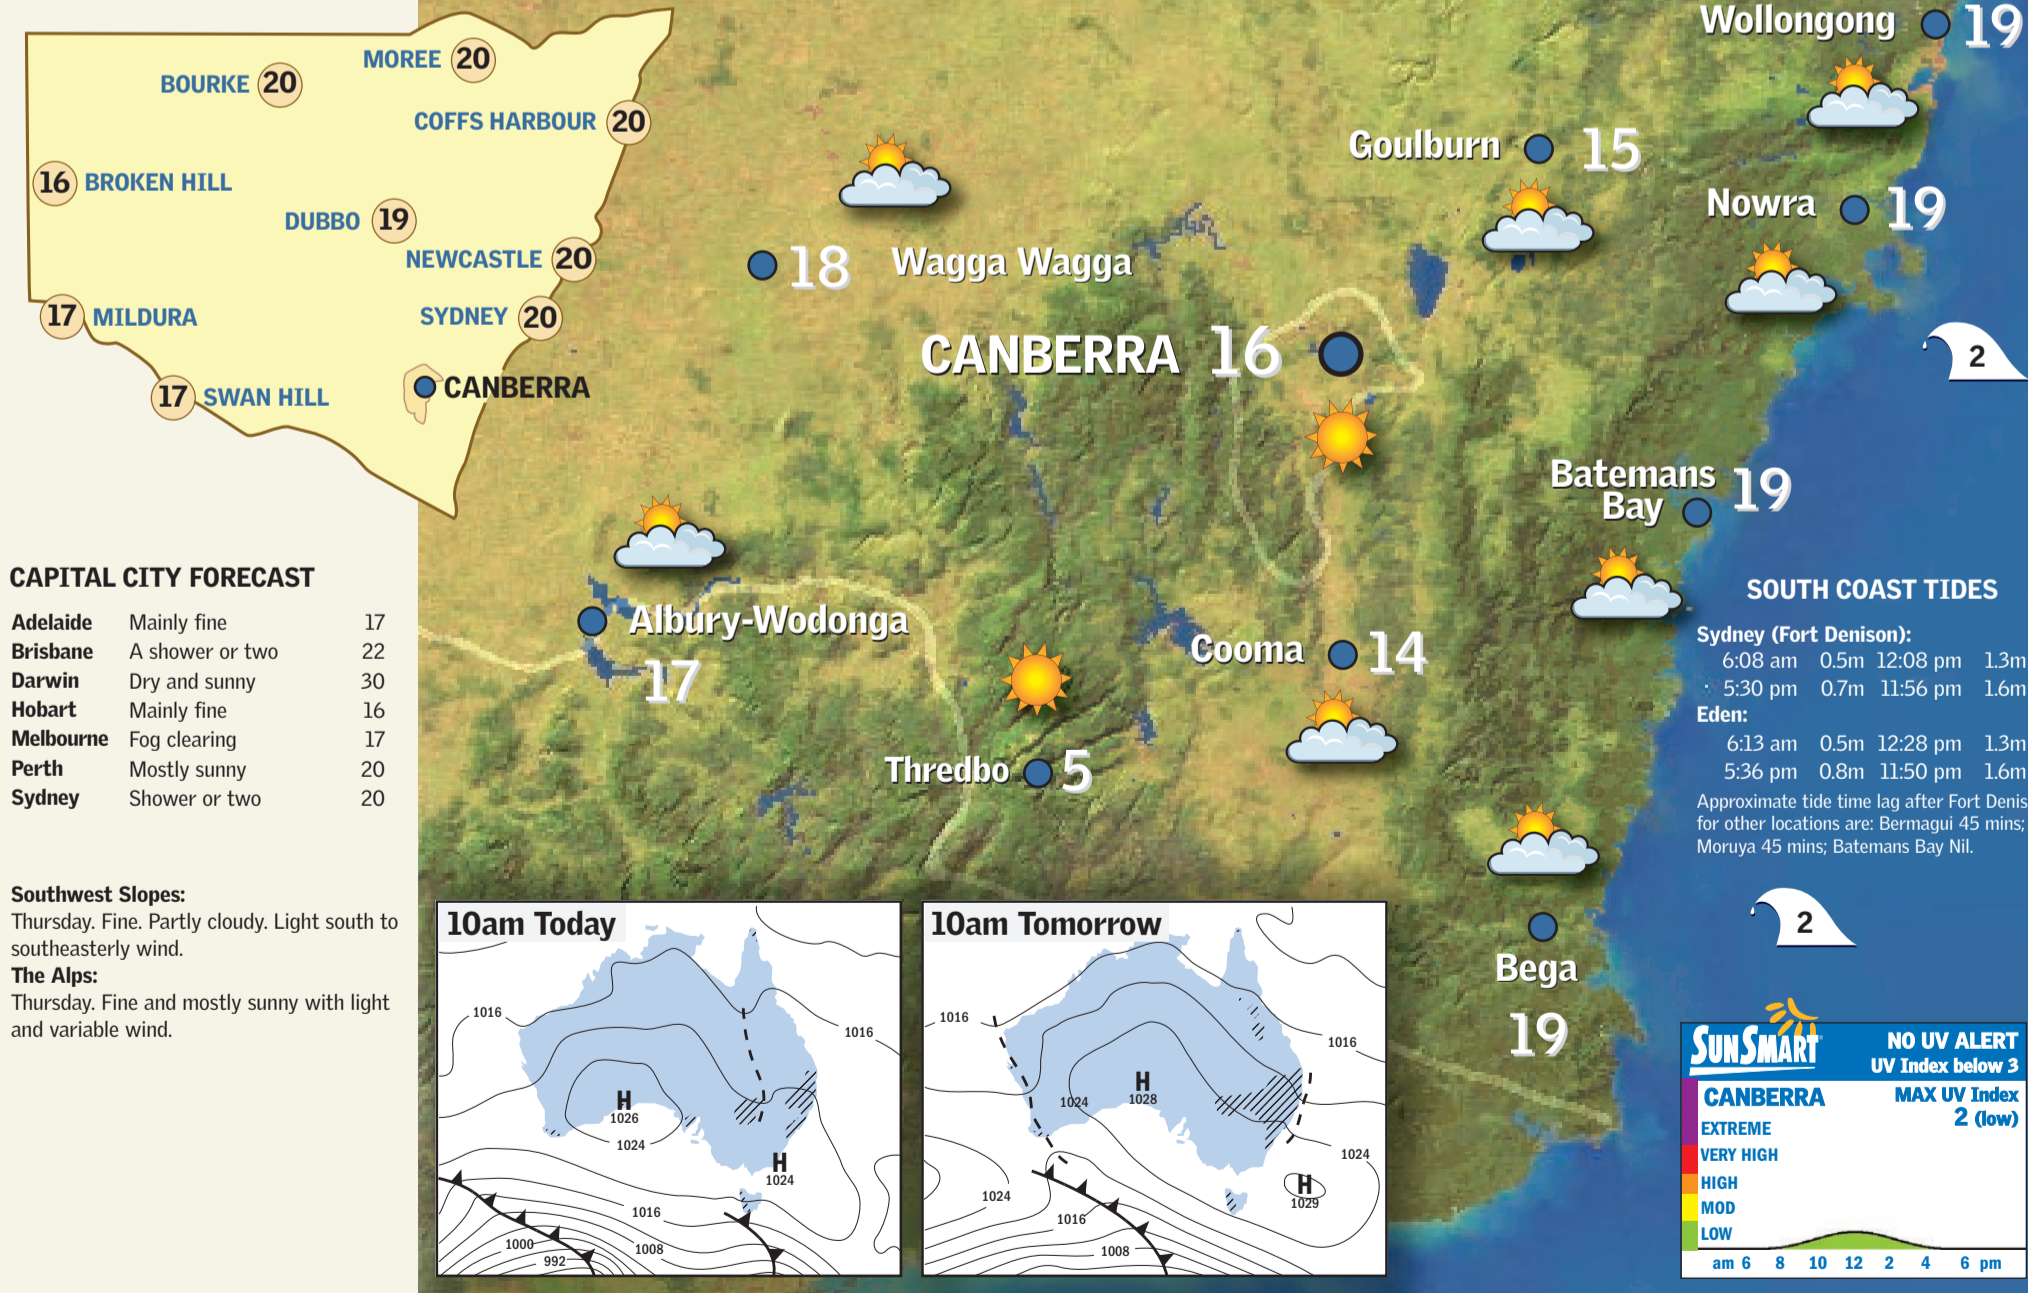 MOREE 20
BOURKE 20
COFFS HARBOUR 20
16 BROKEN HILL
DUBBO 19
NEWCASTLE 20
17 MILDURA
SYDNEY 20
CANBERRA
17 SWAN HILL
CAPITAL CITY FORECAST
Adelaide Mainly fine 17
Brisbane A shower or two 22
Darwin Dry and sunny 30
Hobart Mainly fine 16
Melbourne Fog clearing 17
Perth Mostly sunny 20
Sydney Shower or two 20
Southwest Slopes:
Thursday. Fine. Partly cloudy. Light south to
southeasterly wind.
The Alps:
Thursday. Fine and mostly sunny with light
and variable wind.
Wollongong 19
Goulburn 15
Nowra 19
18 Wagga Wagga
CANBERRA 16
2
Batemans
Bay 19
Albury-Wodonga
17
Cooma 14
Thredbo 5
Bega
19
SOUTH COAST TIDES
Sydney (Fort Denison):
6:08 am 0.5m 12:08 pm 1.3m
5:30 pm 0.7m 11:56 pm 1.6m
Eden:
6:13 am 0.5m 12:28 pm 1.3m
5:36 pm 0.8m 11:50 pm 1.6m
Approximate tide time lag after Fort Denis
for other locations are: Bermagui 45 mins;
Moruya 45 mins; Batemans Bay Nil.
2
10am Today
1016
1016
H
1026
1024
H
1024
1016
1000
1008
992
10am Tomorrow
1016
1016
H
1028
1024
1024
H
1029
1024
1016
1008
SUNSMART
NO UV ALERT
UV Index below 3
CANBERRA MAX UV Index
2 (low)
EXTREME
VERY HIGH
HIGH
MOD
LOW
am 6 8 10 12 2 4 6 pm